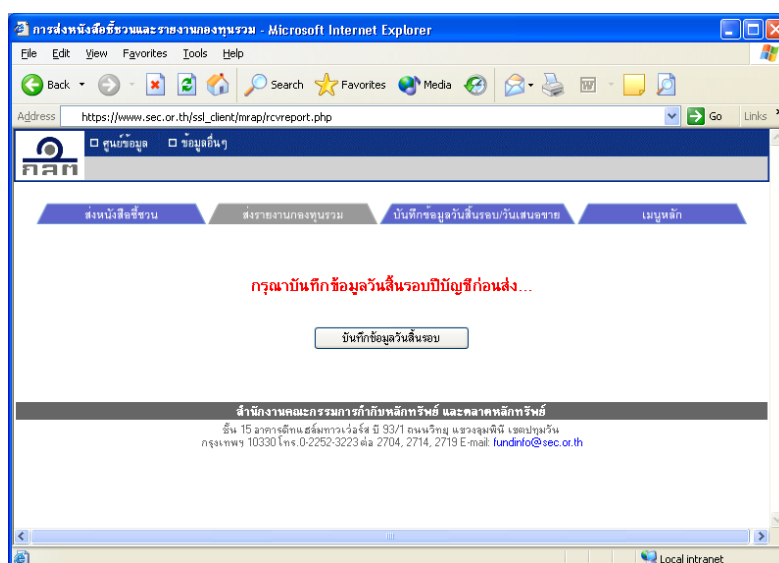 การส่งหนังสือชี้ชวนและรายงานกองทุนรวม - Microsoft Internet Explorer
File Edit View Favorites Tools Help
Back Search Favorites Media
Address https://www.sec.or.th/ssl_client/mrap/rcvreport.php Go Links
ศูนย์ข้อมูล ข้อมูลอื่นๆ
กลต
ส่งหนังสือชี้ชวน ส่งรายงานกองทุนรวม บันทึกข้อมูลวันสิ้นรอบ/วันเสนอขาย เมนูหลัก
กรุณาบันทึกข้อมูลวันสิ้นรอบปีบัญชีก่อนส่ง...
บันทึกข้อมูลวันสิ้นรอบ
สำนักงานคณะกรรมการกำกับหลักทรัพย์ และตลาดหลักทรัพย์
ชั้น 15 อาคารดีทแฮล์มทาวเว่อร์ส บี 93/1 ถนนวิทยุ แขวงลุมพินี เขตปทุมวัน
กรุงเทพฯ 10330 โทร.0-2252-3223 ต่อ 2704, 2714, 2719 E-mail: fundinfo@sec.or.th
Local intranet